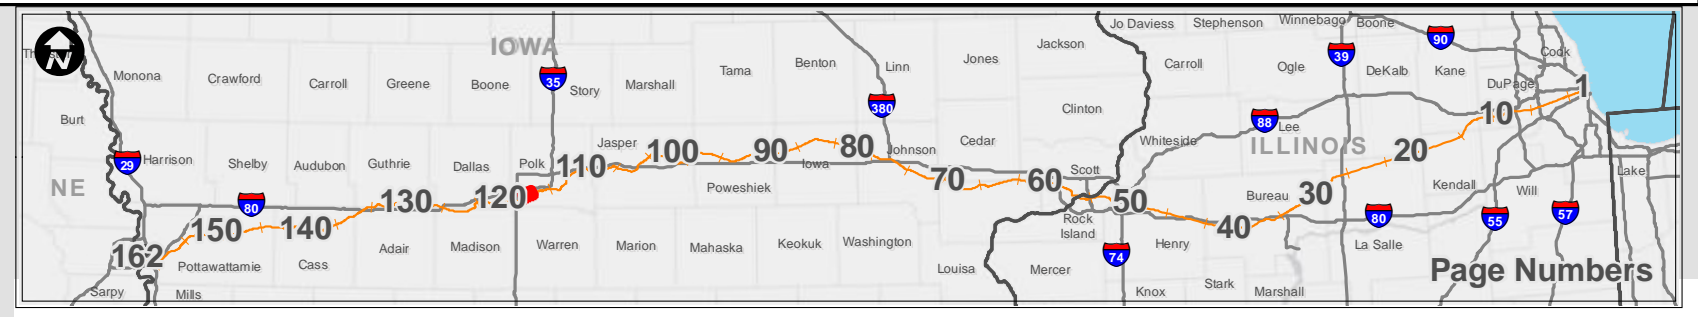 Jo Daviess Stephenson Winnebago Boone
IOWA
N
Monona Crawford Carroll Greene Boone 35 Story Marshall Tama Benton Linn Jones Jackson Carroll 39 Ogle DeKalb 90 Kane Cook
DuPage 1
380 Clinton
Burt 88 Lee 10
29 Harrison Shelby Audubon Guthrie Dallas Polk Jasper 100 90 Iowa 80 Johnson Cedar Scott Whiteside ILLINOIS 20
NE 110 Lake
80 130 120 Poweshiek 70 60 50 Bureau 30 Kendall Will
162 150 140 Rock
Island 40 80 55 57
Pottawattamie Cass Adair Madison Warren Marion Mahaska Keokuk Washington Louisa Mercer 74 Henry La Salle
Sarpy Mills Knox Stark Marshall
Page Numbers